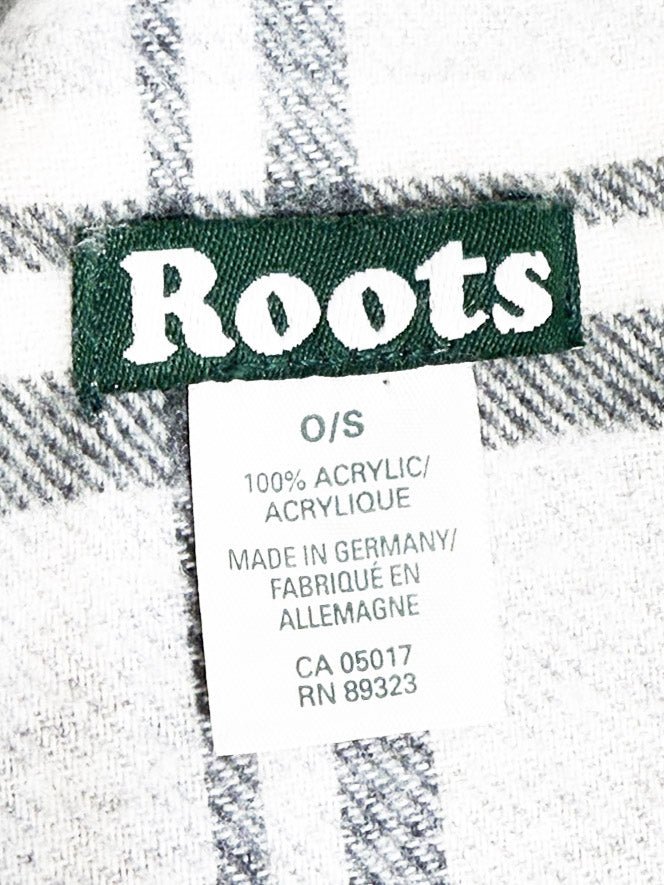 Roots
O/S
100% ACRYLIC/
ACRYLIQUE
MADE IN GERMANY/
FABRIQUÉ EN
ALLEMAGNE
CA 05017
RN 89323